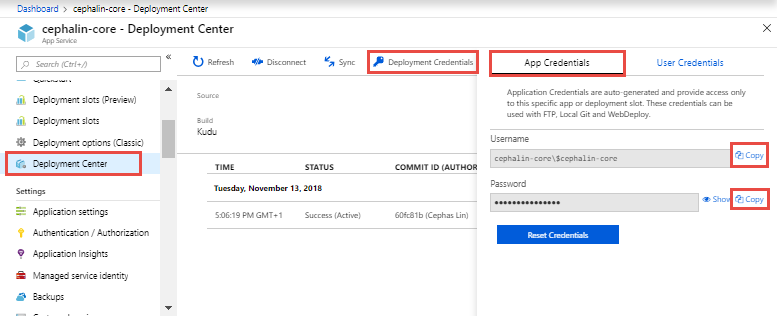 Dashboard > cephalin-core - Deployment Center
cephalin-core - Deployment Center
App Service
Search (Ctrl+/)
Quickstart
Deployment slots (Preview)
Deployment slots
Deployment options (Classic)
Deployment Center
Settings
Application settings
Authentication / Authorization
Application Insights
Managed service identity
Backups
Refresh
Disconnect
Sync
Deployment Credentials
Source
Build
Kudu
TIME STATUS COMMIT ID (AUTHOR
Tuesday, November 13, 2018
5:06:19 PM GMT+1 Success (Active) 60fc81b (Cephas Lin)
App Credentials
User Credentials
Application Credentials are auto-generated and provide access only
to this specific app or deployment slot. These credentials can be
used with FTP, Local Git and WebDeploy.
Username
cephalin-core\$cephalin-core
Copy
Password
•••••••••••••••
Show
Copy
Reset Credentials